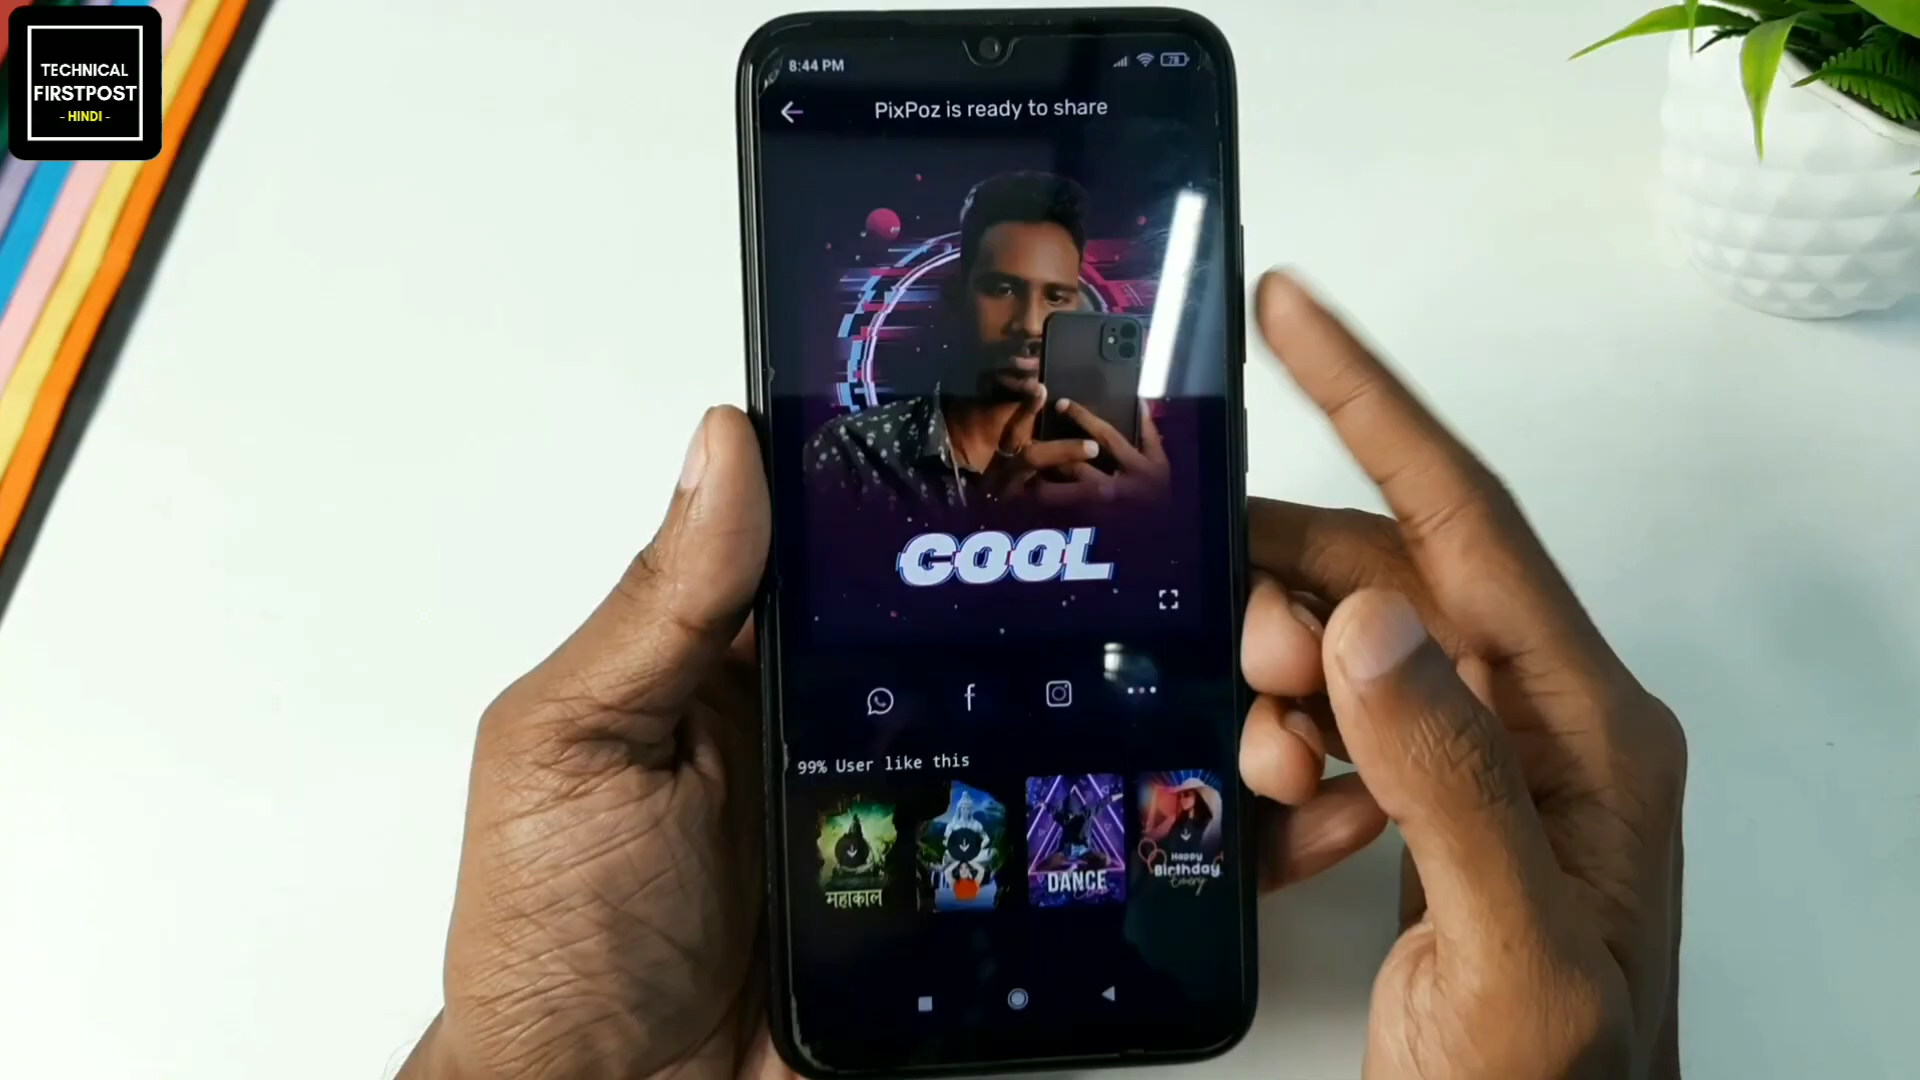 TECHNICAL
FIRSTPOST
- HINDI -
8:44 PM
78
PixPoz is ready to share
COOL
99% User like this
महाकाल
DANCE
Happy
Birthday